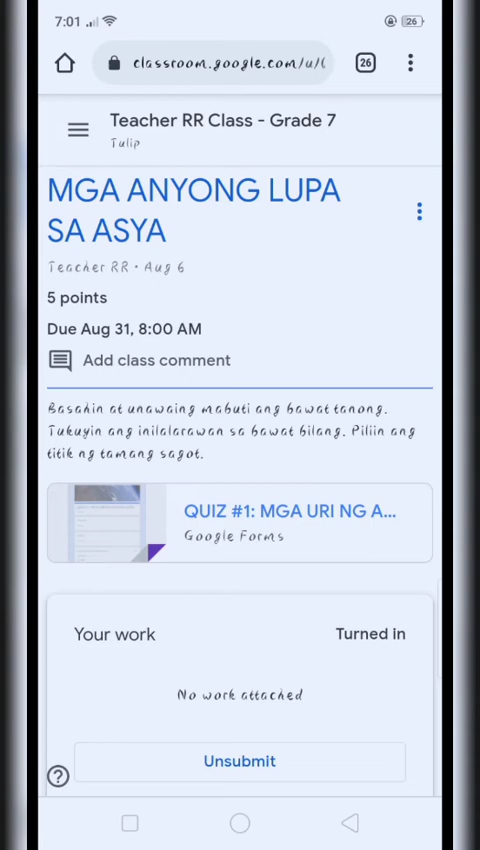 7:01
26
classroom.google.com/u/
26
Teacher RR Class - Grade 7
Tulip
MGA ANYONG LUPA
SA ASYA
Teacher RR • Aug 6
5 points
Due Aug 31, 8:00 AM
Add class comment
Basahin at unawaing mabuti ang bawat tanong.
Tukuyin ang inilalarawan sa bawat bilang. Piliin ang
titik ng tamang sagot.
QUIZ #1: MGA URI NG A...
Google Forms
Your work
Turned in
No work attached
Unsubmit
?